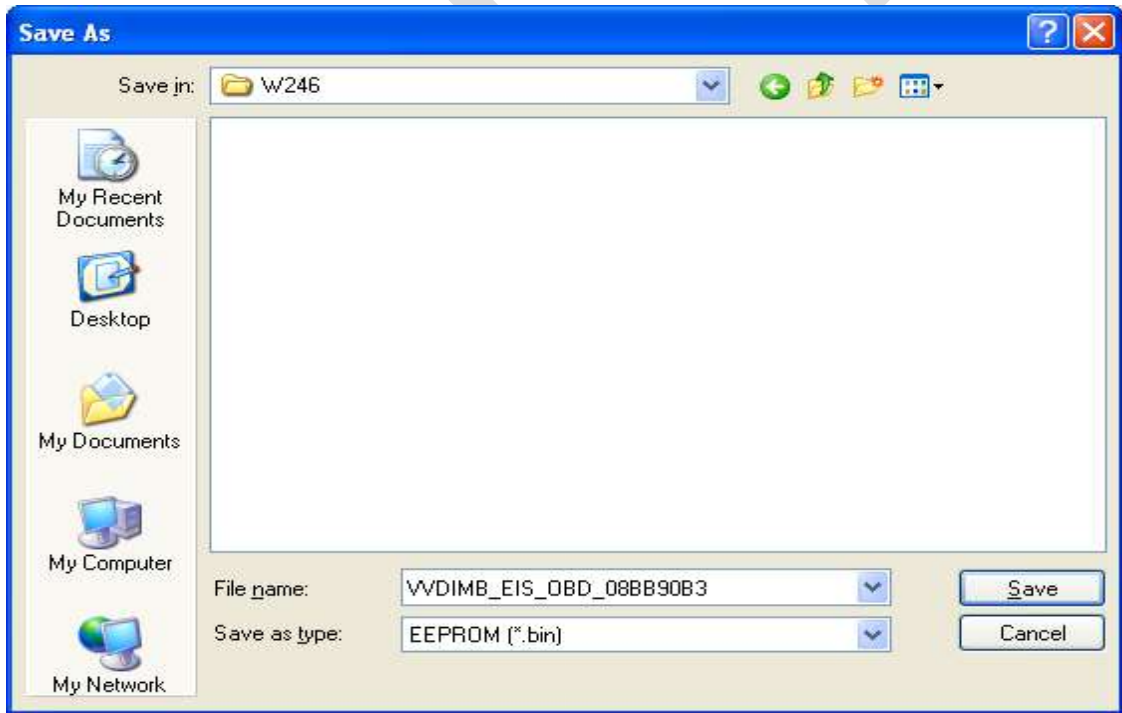 Save As
Save in:
W246
My Recent
Documents
Desktop
My Documents
My Computer
My Network
File name:
VVDIMB_EIS_OBD_08BB90B3
Save
Save as type:
EEPROM (*.bin)
Cancel